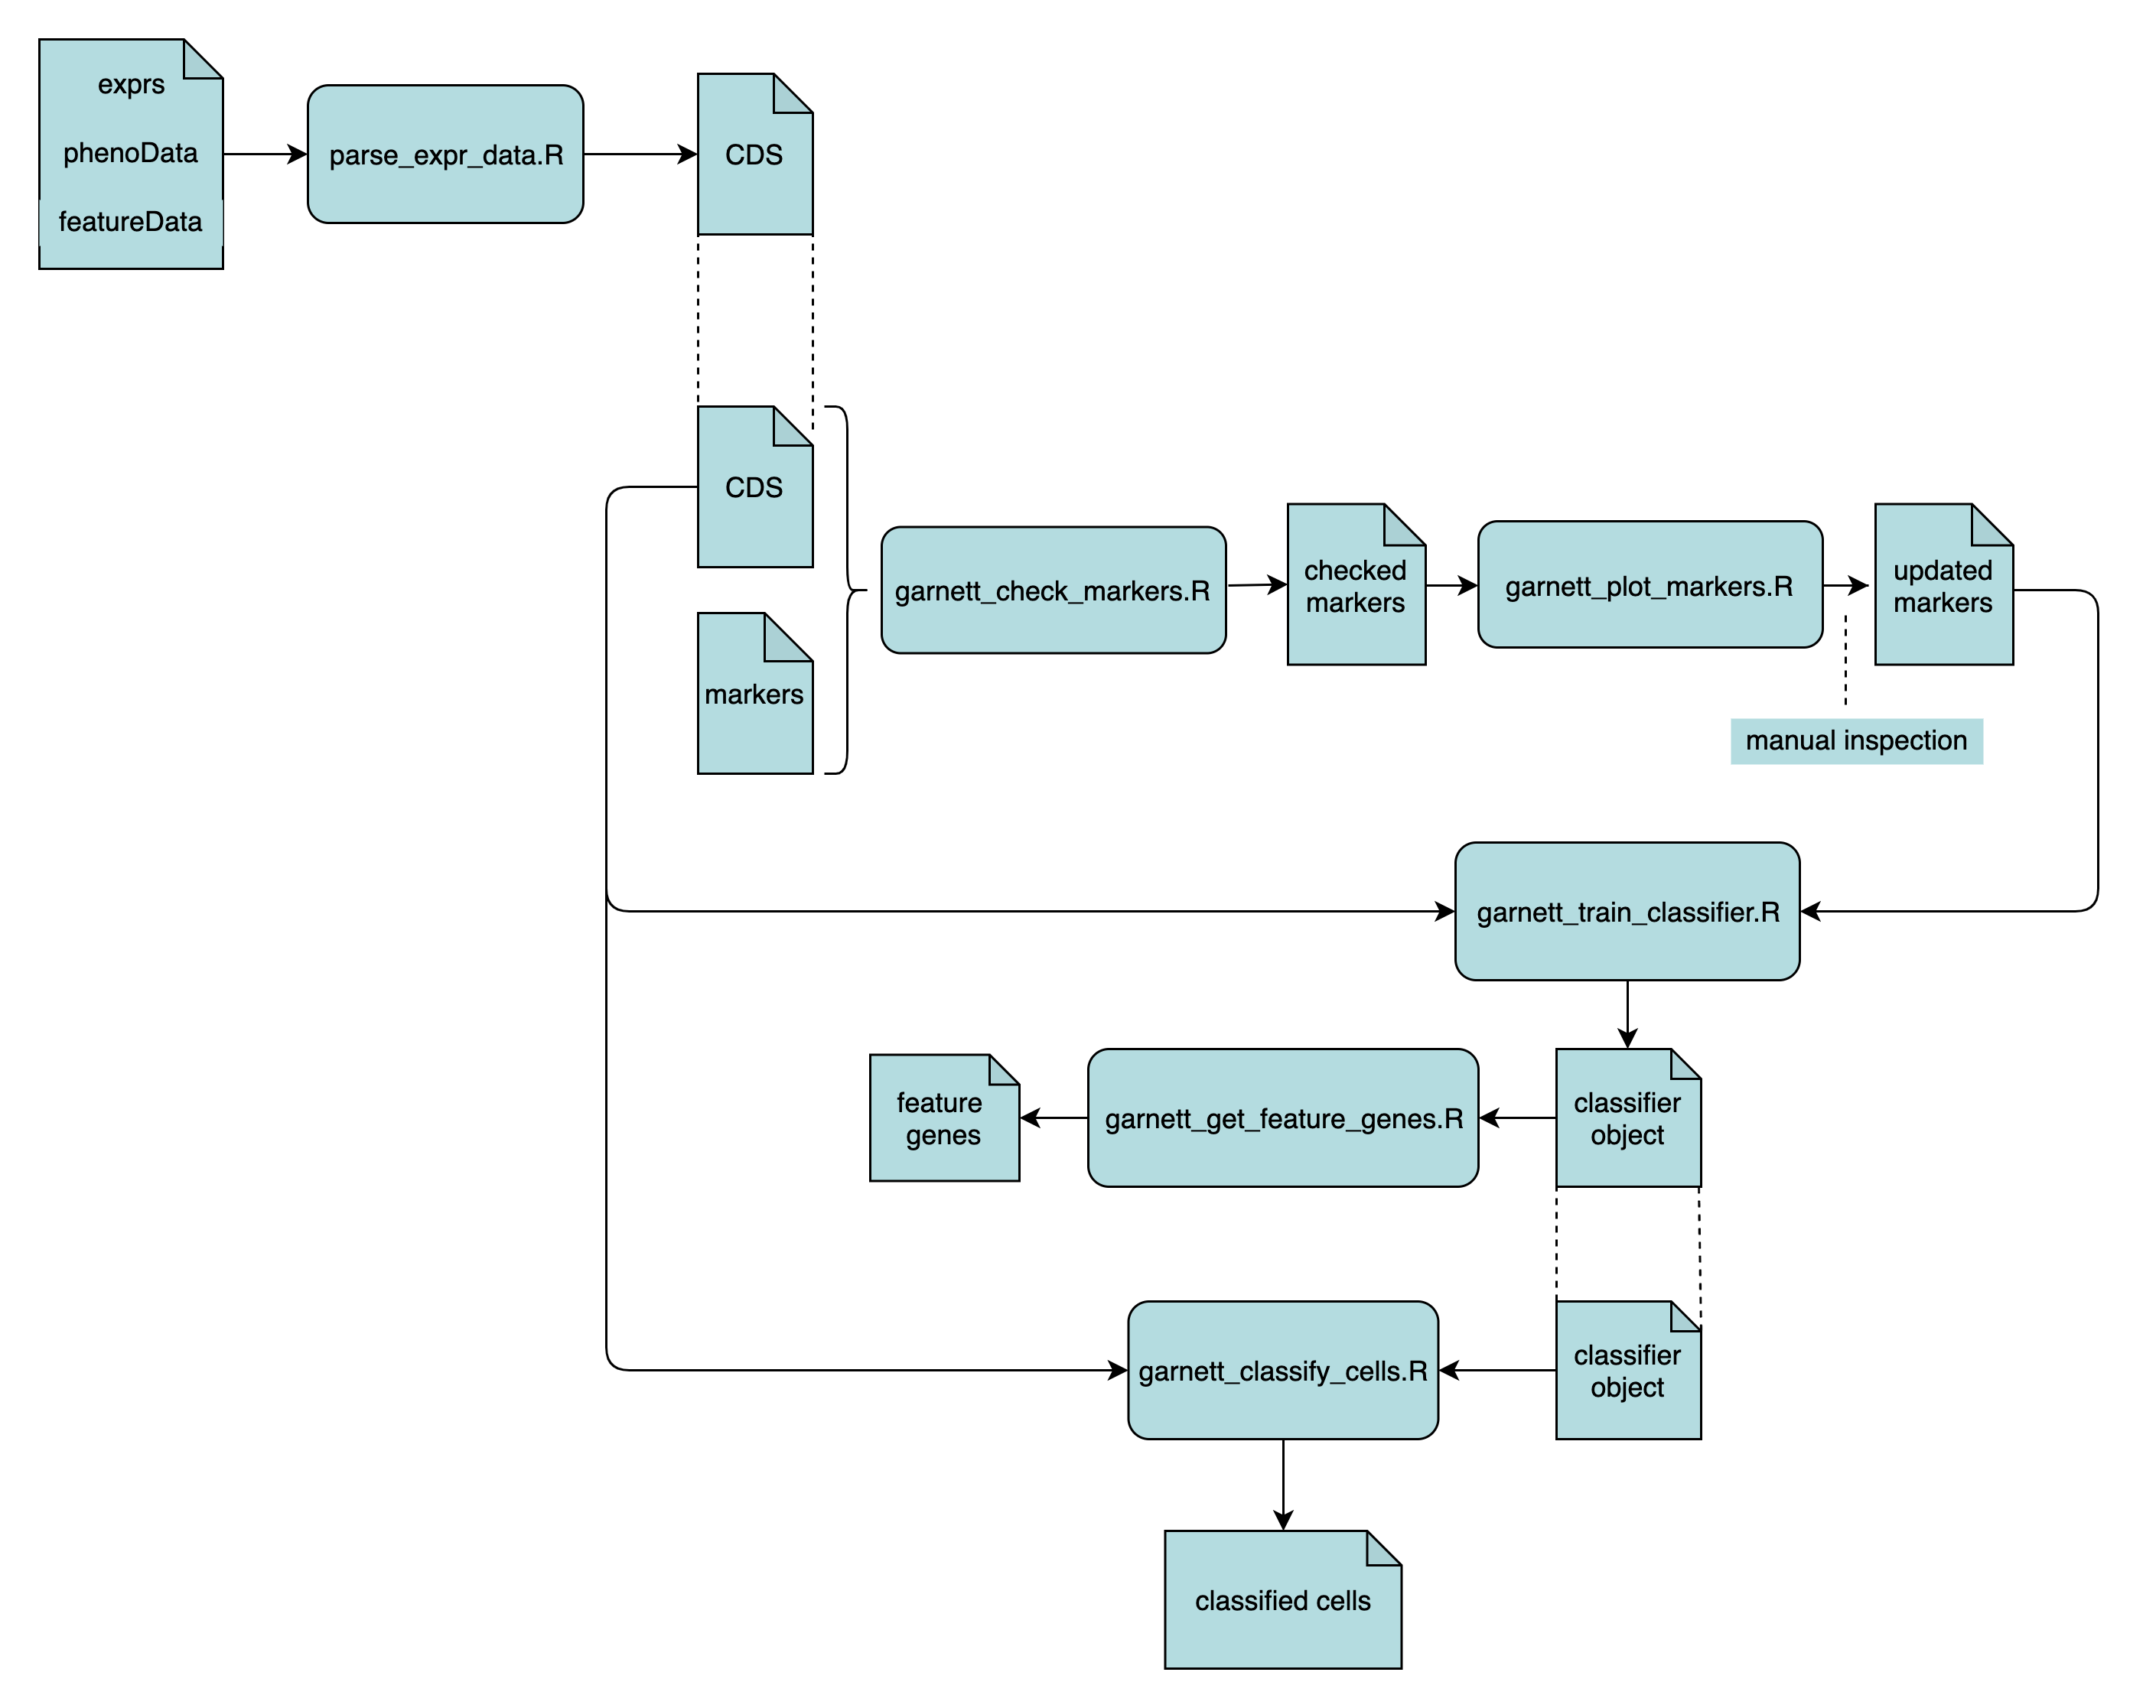 exprs
phenoData
featureData
parse_expr_data.R
CDS
CDS
markers
garnett_check_markers.R
checked
markers
garnett_plot_markers.R
updated
markers
manual inspection
garnett_train_classifier.R
feature
genes
garnett_get_feature_genes.R
classifier
object
garnett_classify_cells.R
classifier
object
classified cells